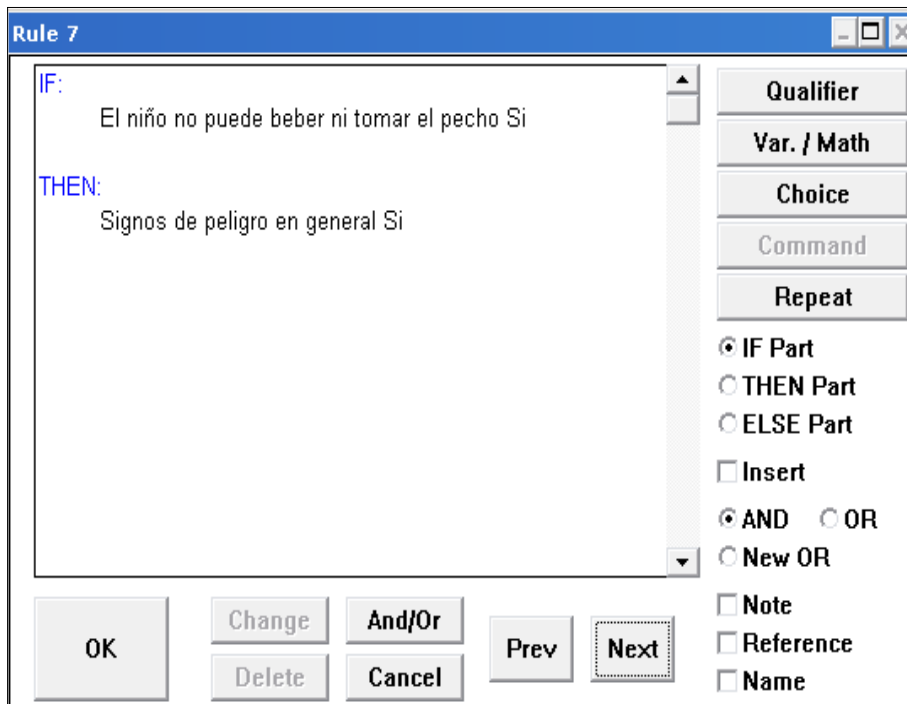 Rule 7
IF:
El niño no puede beber ni tomar el pecho Si
THEN:
Signos de peligro en general Si
Qualifier
Var. / Math
Choice
Command
Repeat
IF Part
THEN Part
ELSE Part
Insert
AND OR
New OR
Note
Reference
Name
OK
Change
And/Or
Delete
Cancel
Prev
Next